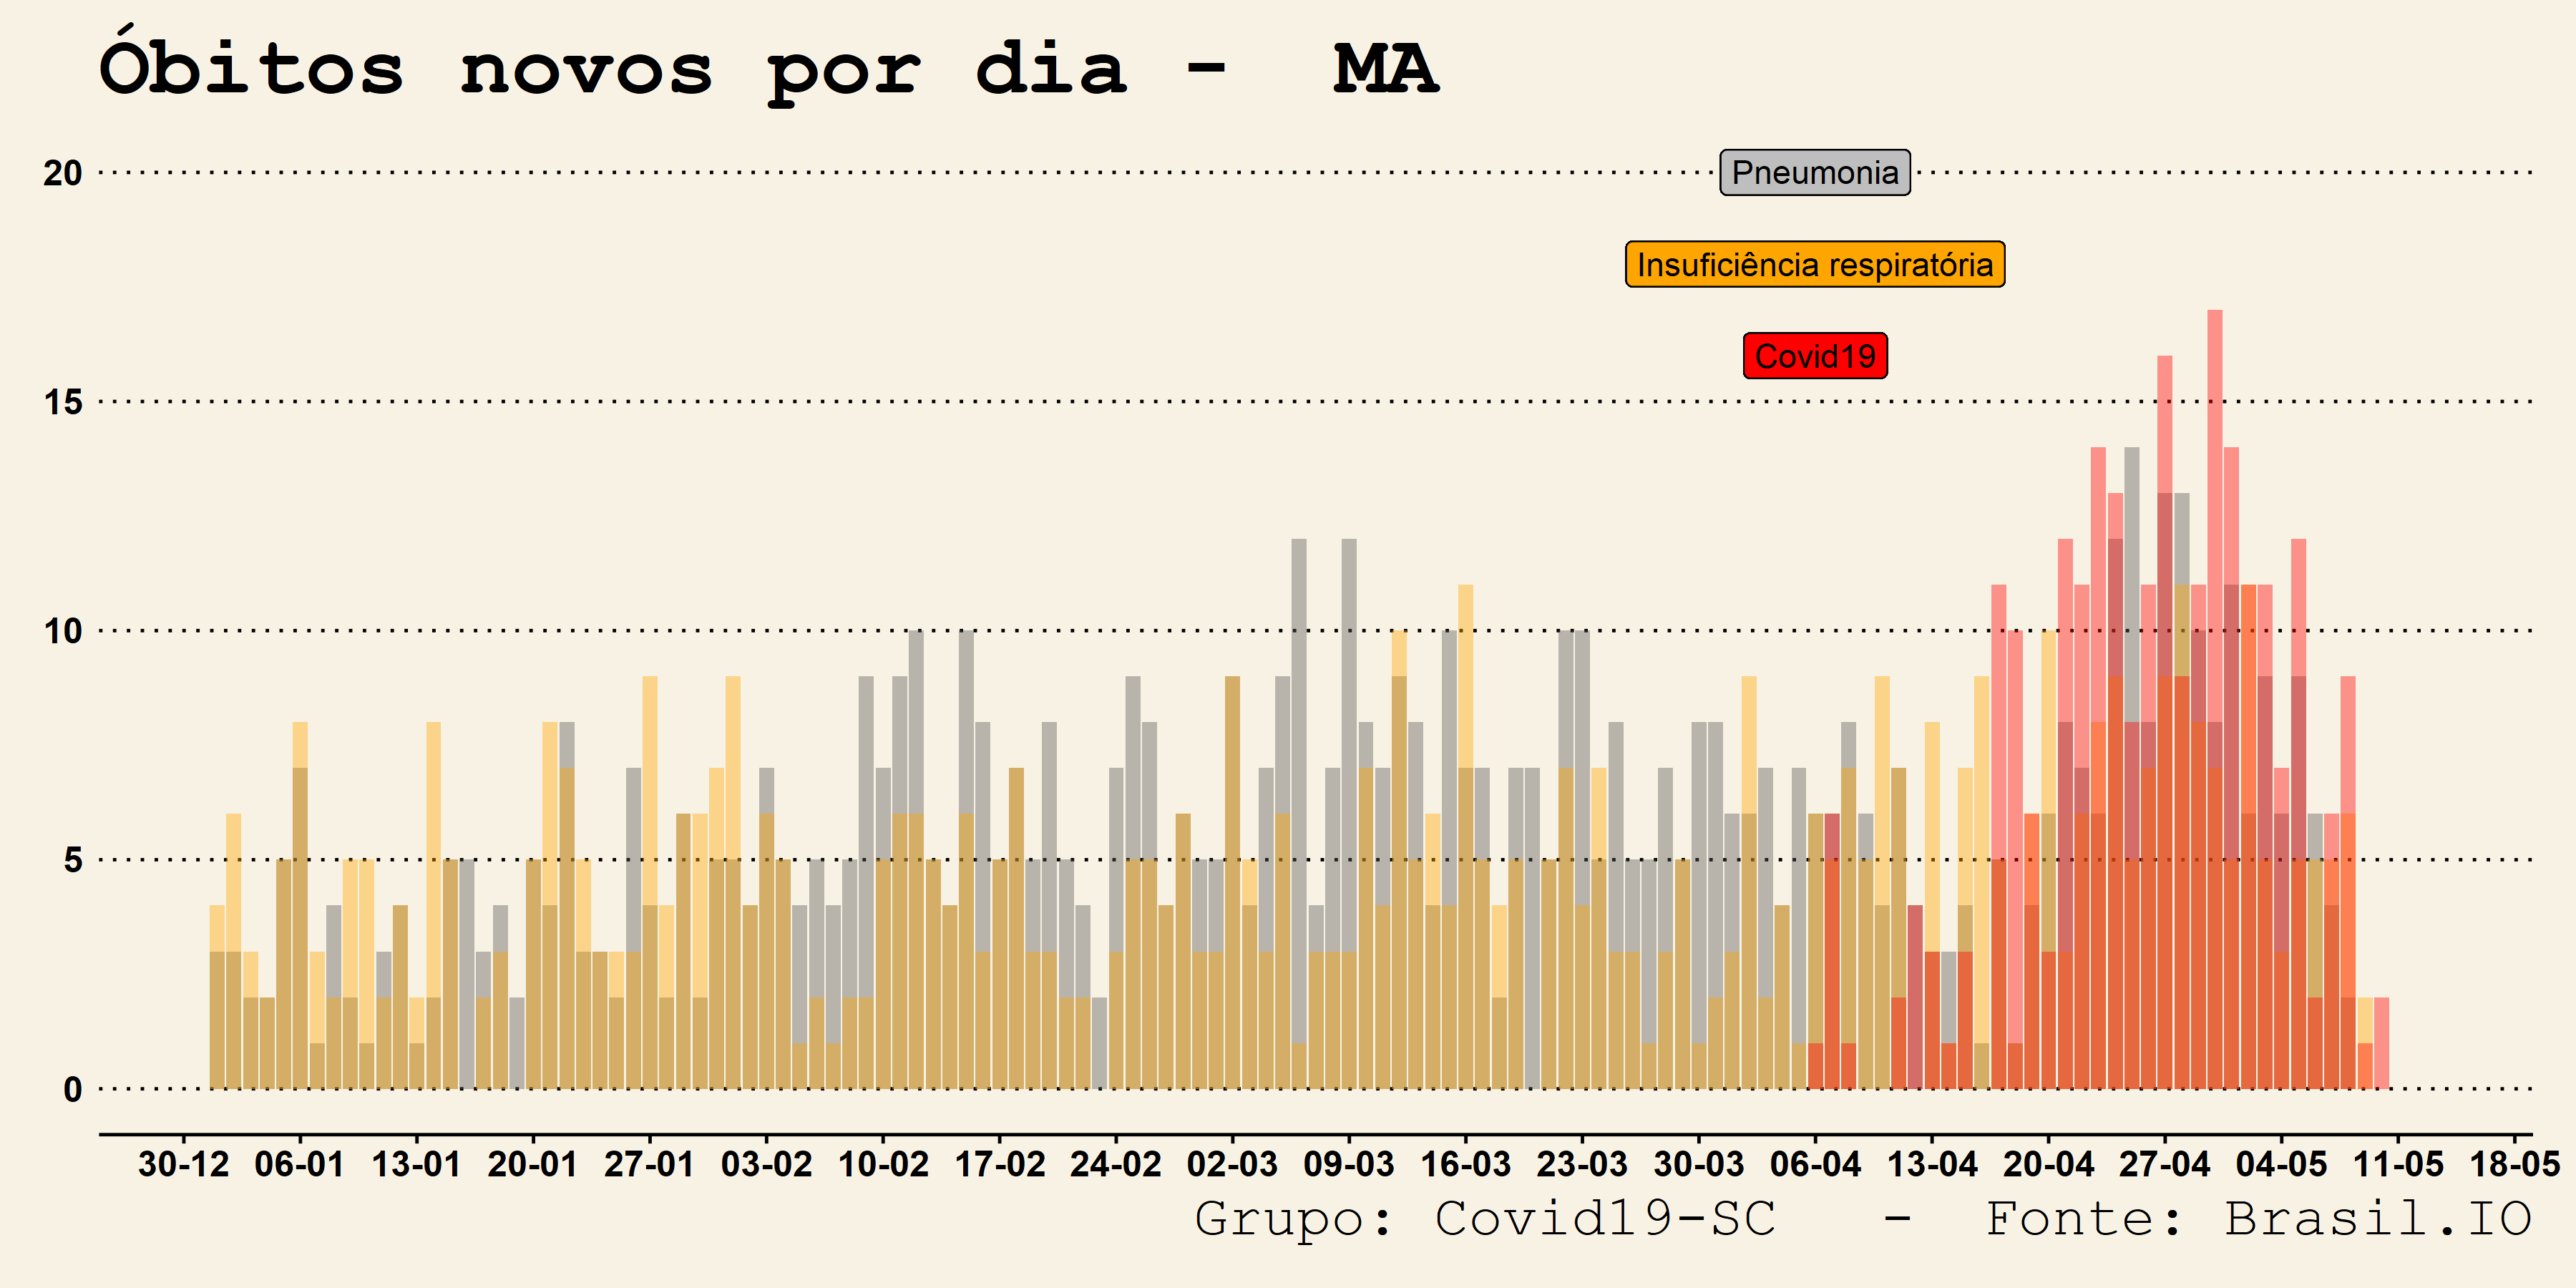 Óbitos novos por dia - MA
20
Pneumonia
Insuficiência respiratória
Covid19
15
10
5
0
30-12 06-01 13-01 20-01 27-01 03-02 10-02 17-02 24-02 02-03 09-03 16-03 23-03 30-03 06-04 13-04 20-04 27-04 04-05 11-05 18-05
Grupo: Covid19-SC - Fonte: Brasil.IO